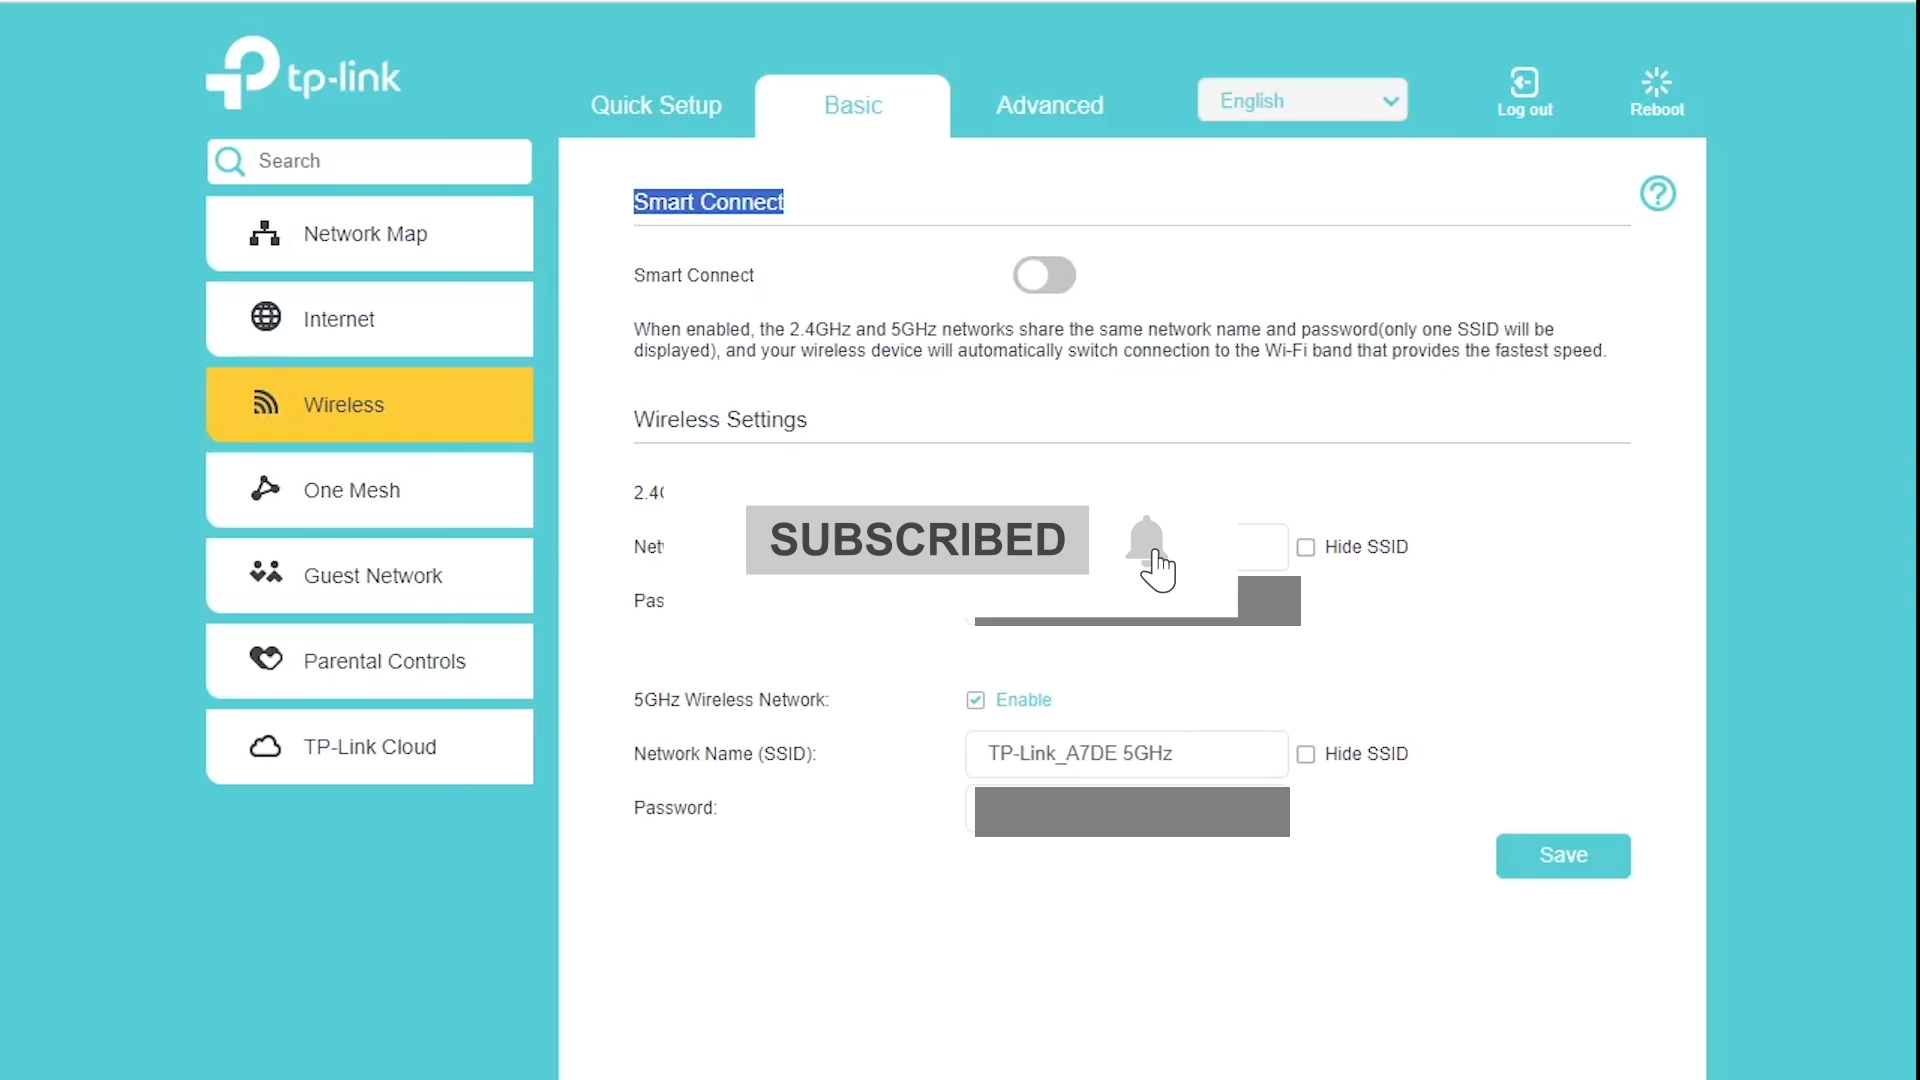 tp-link
Quick Setup
Basic
Advanced
English
Log out
Reboot
Search
Network Map
Internet
Wireless
One Mesh
Guest Network
Parental Controls
TP-Link Cloud
Smart Connect
Smart Connect
When enabled, the 2.4GHz and 5GHz networks share the same network name and password(only one SSID will be
displayed), and your wireless device will automatically switch connection to the Wi-Fi band that provides the fastest speed.
Wireless Settings
SUBSCRIBED
Hide SSID
5GHz Wireless Network:
Enable
Network Name (SSID):
TP-Link_A7DE 5GHz
Hide SSID
Password:
Save